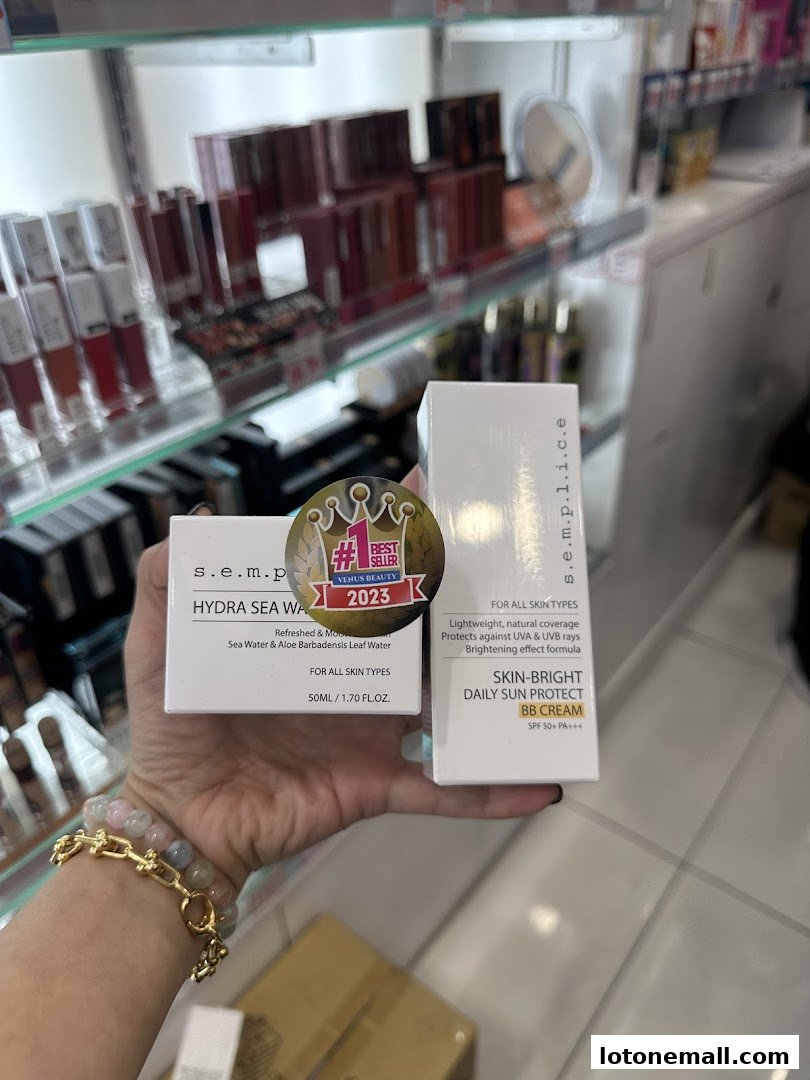 s.e.m.p
HYDRA SEA WA
Refreshed &
Sea Water & Aloe Barbadensis Leaf Water
FOR ALL SKIN TYPES
50ML / 1.70 FL.OZ.
#1 BEST
SELLER
VENUS BEAUTY
2023
s.e.m.p.l.i.c.e
FOR ALL SKIN TYPES
Lightweight, natural coverage
Protects against UVA & UVB rays
Brightening effect formula
SKIN-BRIGHT
DAILY SUN PROTECT
BB CREAM
SPF 50+ PA+++
lotonemall.com